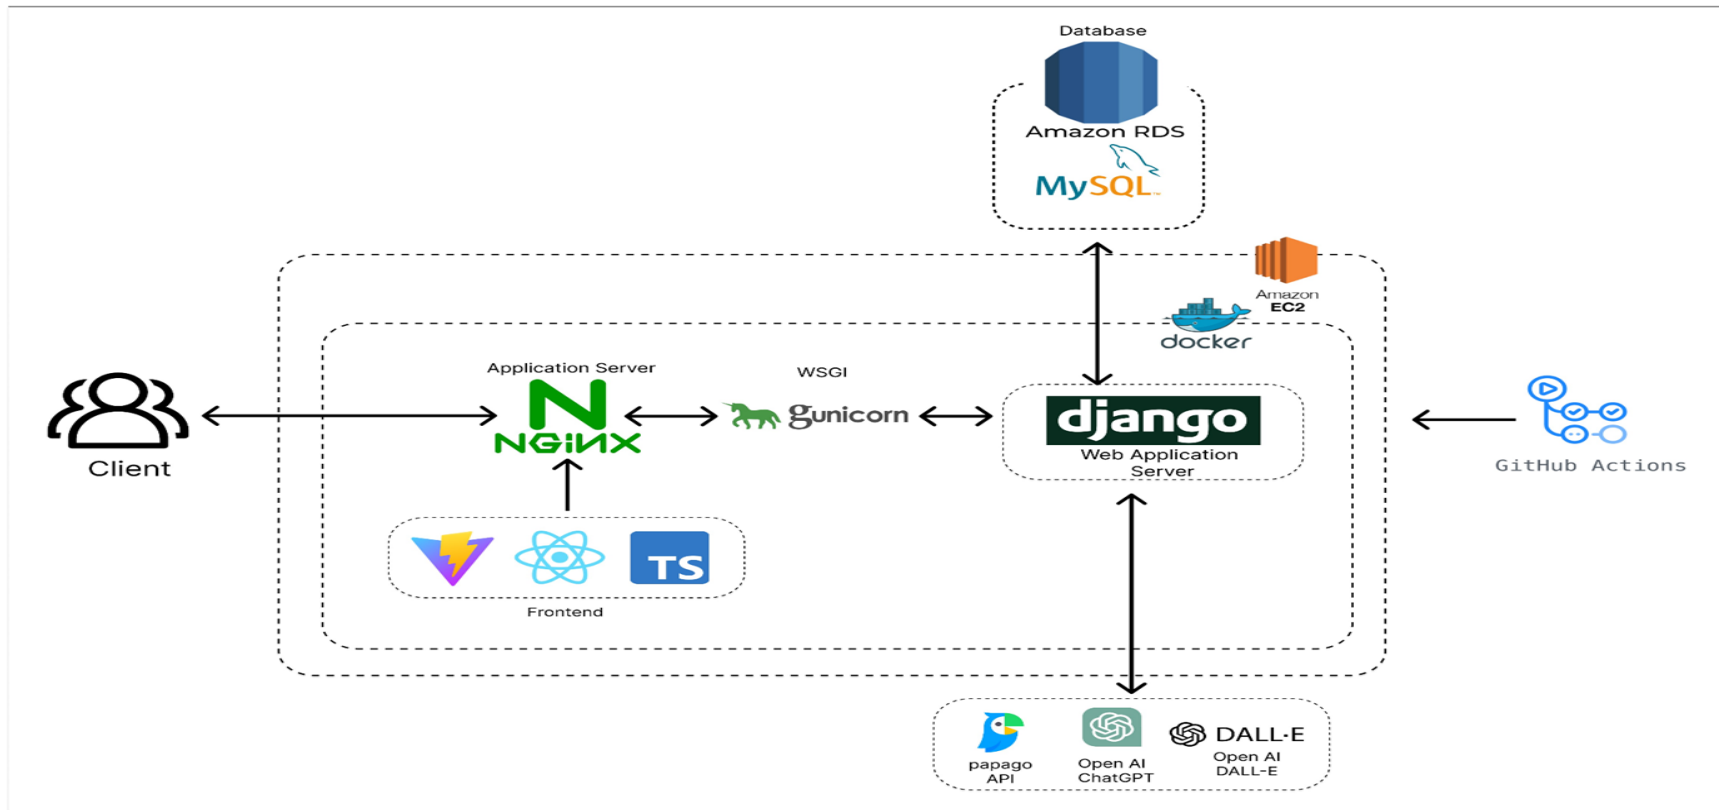 Database
Amazon RDS
MySQL™
Amazon
EC2
docker
Application Server
NGiNX
WSGI
gunicorn
django
Web Application
Server
Client
GitHub Actions
TS
Frontend
papago
API
Open AI
ChatGPT
DALL·E
Open AI
DALL-E